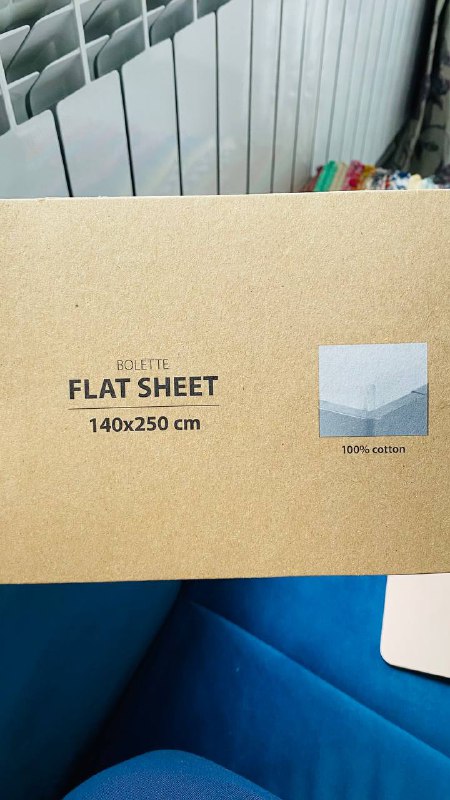 BOLETTE
FLAT SHEET
140x250 cm
100% cotton